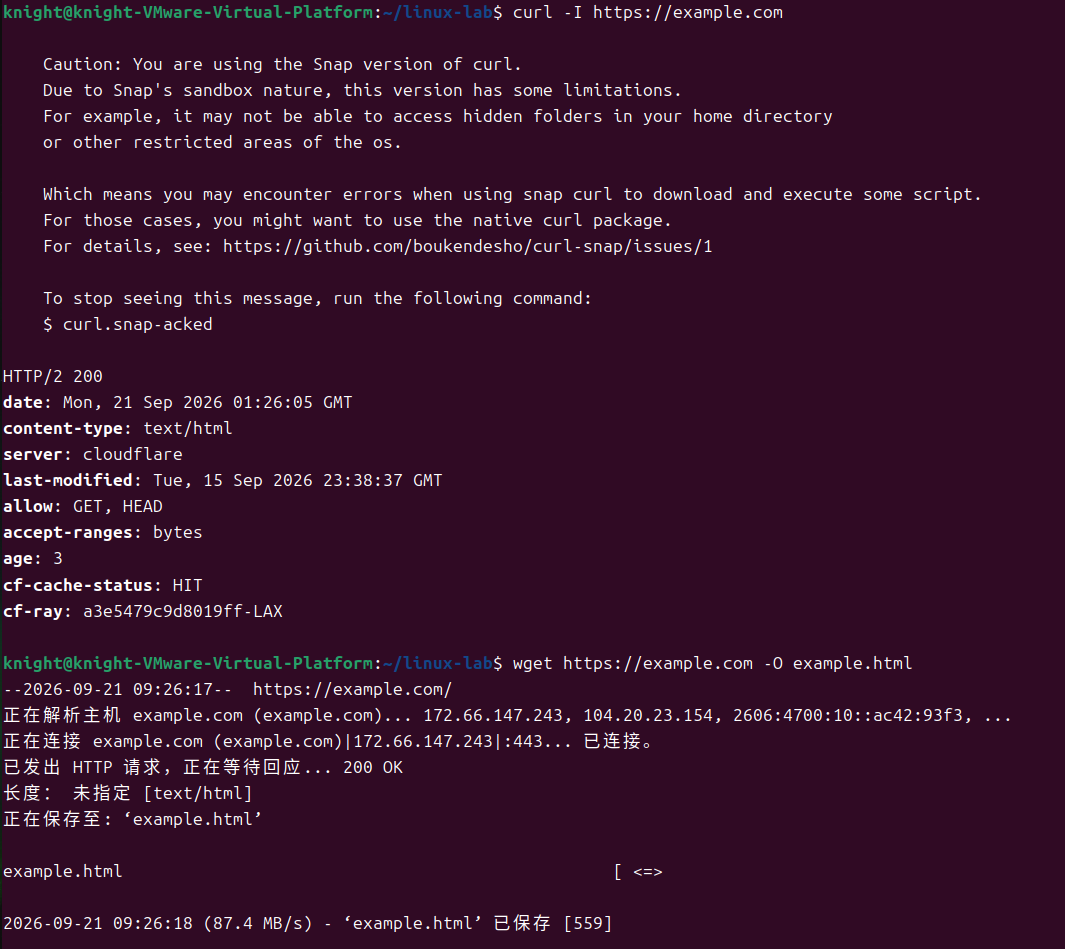 knight@knight-VMware-Virtual-Platform:~/linux-lab$ curl -I https://example.com
Caution: You are using the Snap version of curl.
Due to Snap's sandbox nature, this version has some limitations.
For example, it may not be able to access hidden folders in your home directory
or other restricted areas of the os.
Which means you may encounter errors when using snap curl to download and execute some script.
For those cases, you might want to use the native curl package.
For details, see: https://github.com/boukendesho/curl-snap/issues/1
To stop seeing this message, run the following command:
$ curl.snap-acked
HTTP/2 200
date: Mon, 21 Sep 2026 01:26:05 GMT
content-type: text/html
server: cloudflare
last-modified: Tue, 15 Sep 2026 23:38:37 GMT
allow: GET, HEAD
accept-ranges: bytes
age: 3
cf-cache-status: HIT
cf-ray: a3e5479c9d8019ff-LAX
knight@knight-VMware-Virtual-Platform:~/linux-lab$ wget https://example.com -O example.html
--2026-09-21 09:26:17--  https://example.com/
正在解析主机 example.com (example.com)... 172.66.147.243, 104.20.23.154, 2606:4700:10::ac42:93f3, ...
正在连接 example.com (example.com)|172.66.147.243|:443... 已连接。
已发出 HTTP 请求，正在等待回应... 200 OK
长度： 未指定 [text/html]
正在保存至: ‘example.html’
example.html [ <=>
2026-09-21 09:26:18 (87.4 MB/s) - ‘example.html’ 已保存 [559]